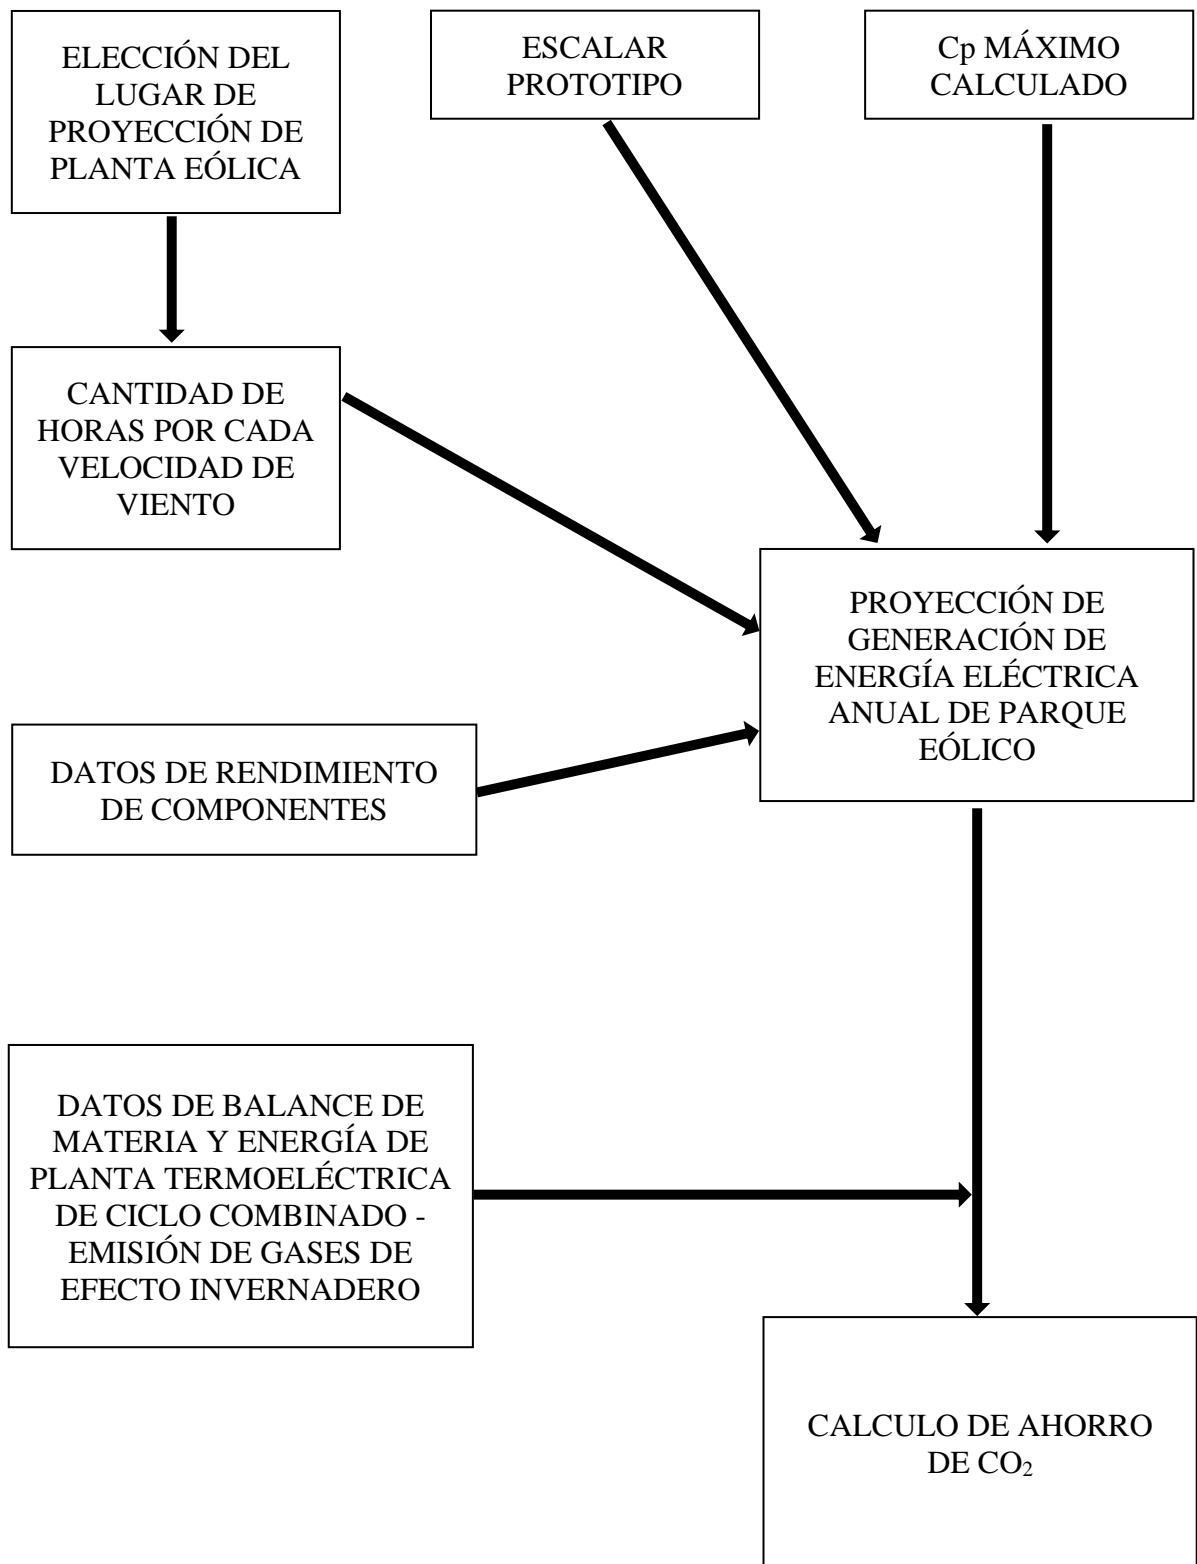 ELECCIÓN DEL
LUGAR DE
PROYECCIÓN DE
PLANTA EÓLICA
ESCALAR
PROTOTIPO
Cp MÁXIMO
CALCULADO
CANTIDAD DE
HORAS POR CADA
VELOCIDAD DE
VIENTO
PROYECCIÓN DE
GENERACIÓN DE
ENERGÍA ELÉCTRICA
ANUAL DE PARQUE
EÓLICO
DATOS DE RENDIMIENTO
DE COMPONENTES
DATOS DE BALANCE DE
MATERIA Y ENERGÍA DE
PLANTA TERMOELÉCTRICA
DE CICLO COMBINADO -
EMISIÓN DE GASES DE
EFECTO INVERNADERO
CALCULO DE AHORRO
DE CO₂